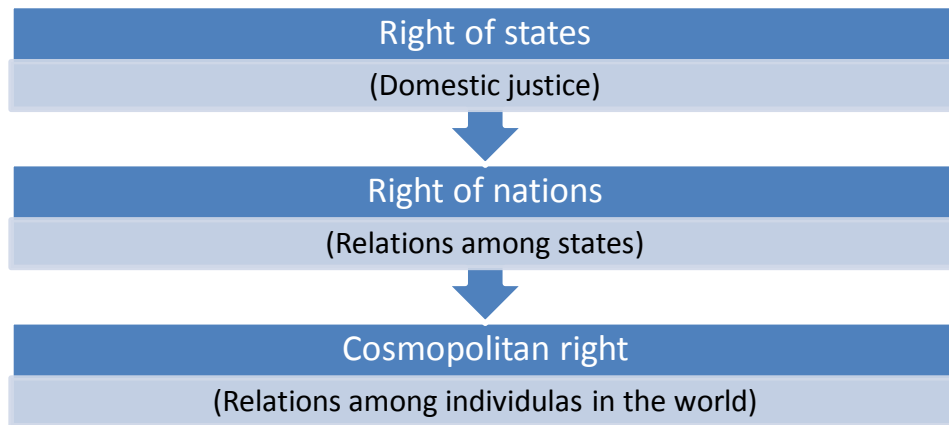 Right of states
(Domestic justice)
Right of nations
(Relations among states)
Cosmopolitan right
(Relations among individulas in the world)